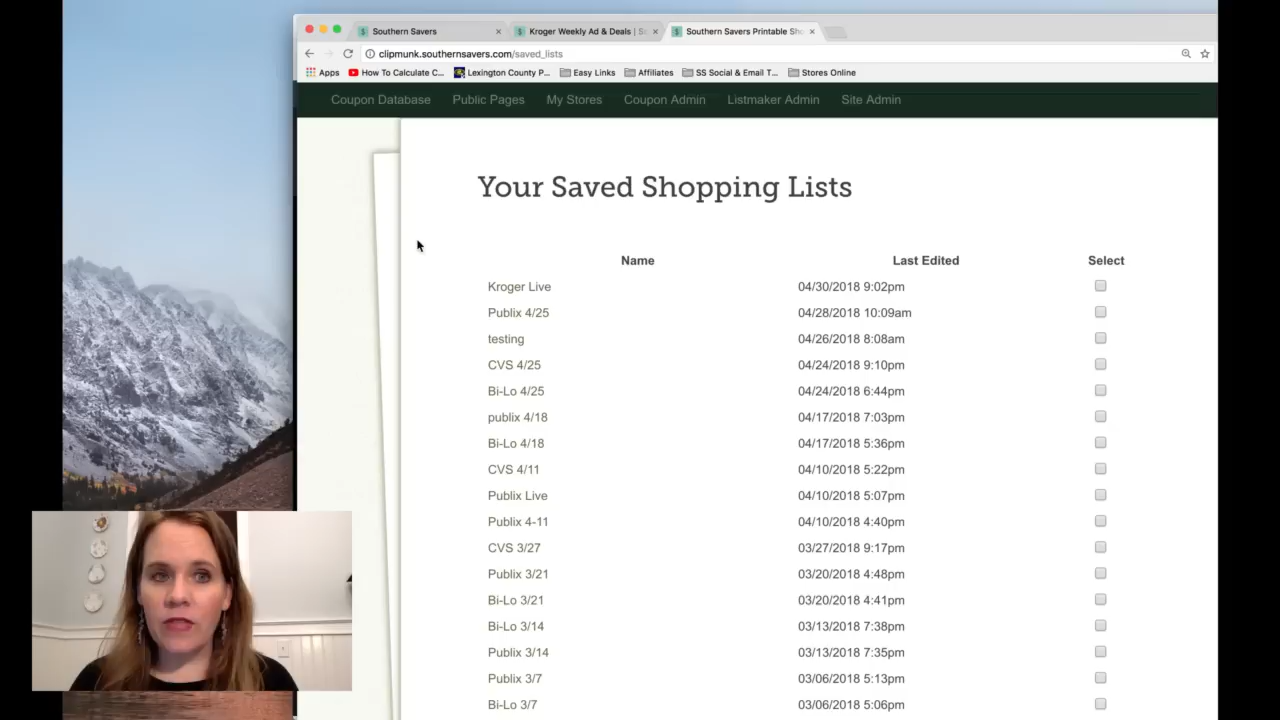 Southern Savers
Kroger Weekly Ad & Deals | S
Southern Savers Printable Sho
clipmunk.southernsavers.com/saved_lists
Apps How To Calculate C... Lexington County P... Easy Links Affiliates SS Social & Email T... Stores Online
Coupon Database Public Pages My Stores Coupon Admin Listmaker Admin Site Admin
Your Saved Shopping Lists
Name Last Edited Select
Kroger Live 04/30/2018 9:02pm
Publix 4/25 04/28/2018 10:09am
testing 04/26/2018 8:08am
CVS 4/25 04/24/2018 9:10pm
Bi-Lo 4/25 04/24/2018 6:44pm
publix 4/18 04/17/2018 7:03pm
Bi-Lo 4/18 04/17/2018 5:36pm
CVS 4/11 04/10/2018 5:22pm
Publix Live 04/10/2018 5:07pm
Publix 4-11 04/10/2018 4:40pm
CVS 3/27 03/27/2018 9:17pm
Publix 3/21 03/20/2018 4:48pm
Bi-Lo 3/21 03/20/2018 4:41pm
Bi-Lo 3/14 03/13/2018 7:38pm
Publix 3/14 03/13/2018 7:35pm
Publix 3/7 03/06/2018 5:13pm
Bi-Lo 3/7 03/06/2018 5:06pm